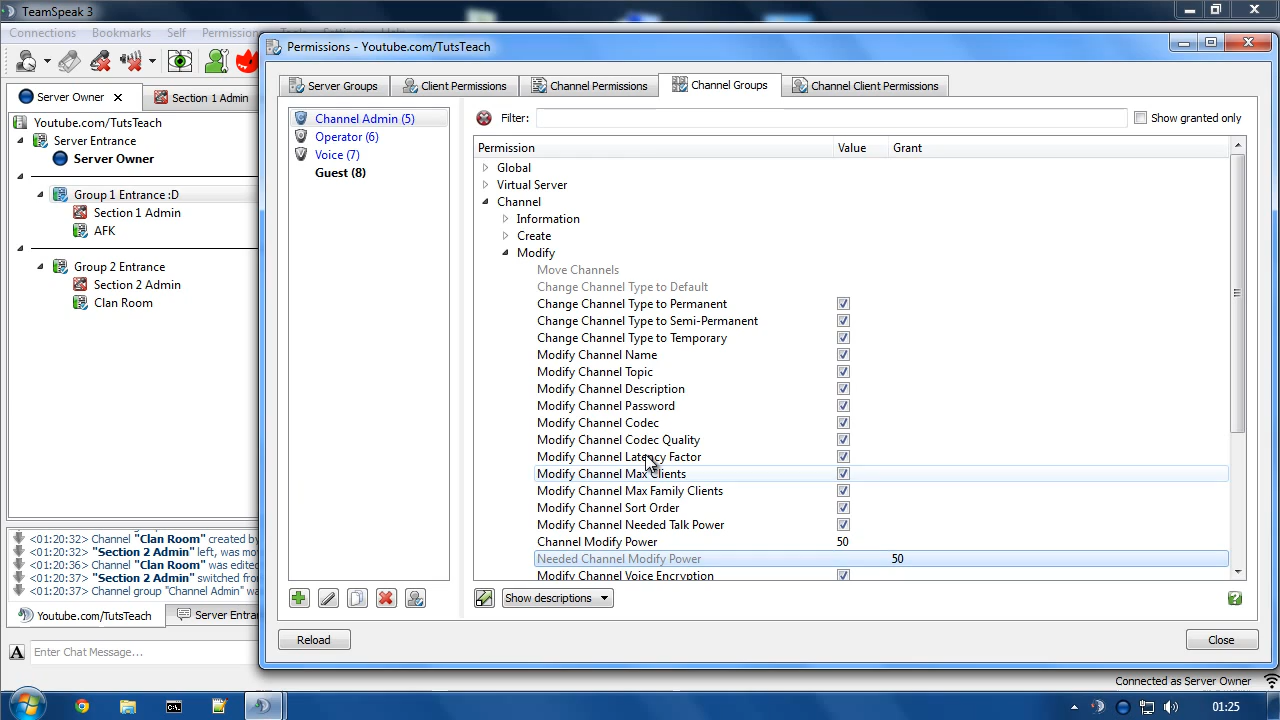 TeamSpeak 3
Connections Bookmarks Self
Server Owner
Section 1 Admin
Youtube.com/TutsTeach
Server Entrance
Server Owner
Group 1 Entrance :D
Section 1 Admin
AFK
Group 2 Entrance
Section 2 Admin
Clan Room
<01:20:32> Channel "Clan Room" created by
<01:20:32> "Section 2 Admin" left, was mov
<01:20:36> Channel "Clan Room" was edited
<01:20:37> "Section 2 Admin" switched from
<01:20:37> Channel group "Channel Admin" wa
Youtube.com/TutsTeach
Server Entra
Enter Chat Message...
Permissions - Youtube.com/TutsTeach
Server Groups
Client Permissions
Channel Permissions
Channel Groups
Channel Client Permissions
Channel Admin (5)
Operator (6)
Voice (7)
Guest (8)
Filter:
Show granted only
Permission Value Grant
Global
Virtual Server
Channel
Information
Create
Modify
Move Channels
Change Channel Type to Default
Change Channel Type to Permanent
Change Channel Type to Semi-Permanent
Change Channel Type to Temporary
Modify Channel Name
Modify Channel Topic
Modify Channel Description
Modify Channel Password
Modify Channel Codec
Modify Channel Codec Quality
Modify Channel Latency Factor
Modify Channel Max Clients
Modify Channel Max Family Clients
Modify Channel Sort Order
Modify Channel Needed Talk Power
Channel Modify Power 50
Needed Channel Modify Power 50
Modify Channel Voice Encryption
Show descriptions
Reload
Close
Connected as Server Owner
01:25